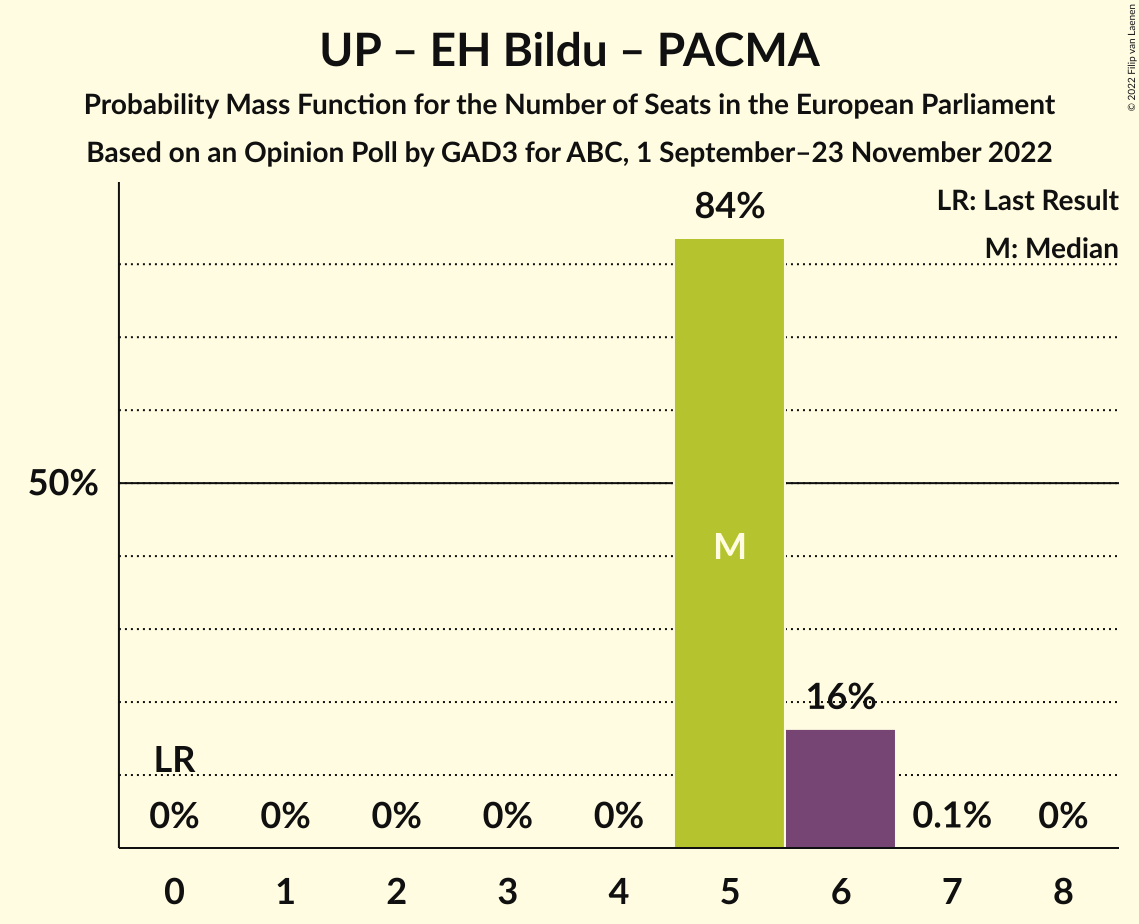 UP – EH Bildu – PACMA
Probability Mass Function for the Number of Seats in the European Parliament
Based on an Opinion Poll by GAD3 for ABC, 1 September–23 November 2022
© 2022 Filip van Laenen
LR: Last Result
M: Median
84%
50%
M
16%
LR
0% 0% 0% 0% 0% 0.1% 0%
0 1 2 3 4 5 6 7 8